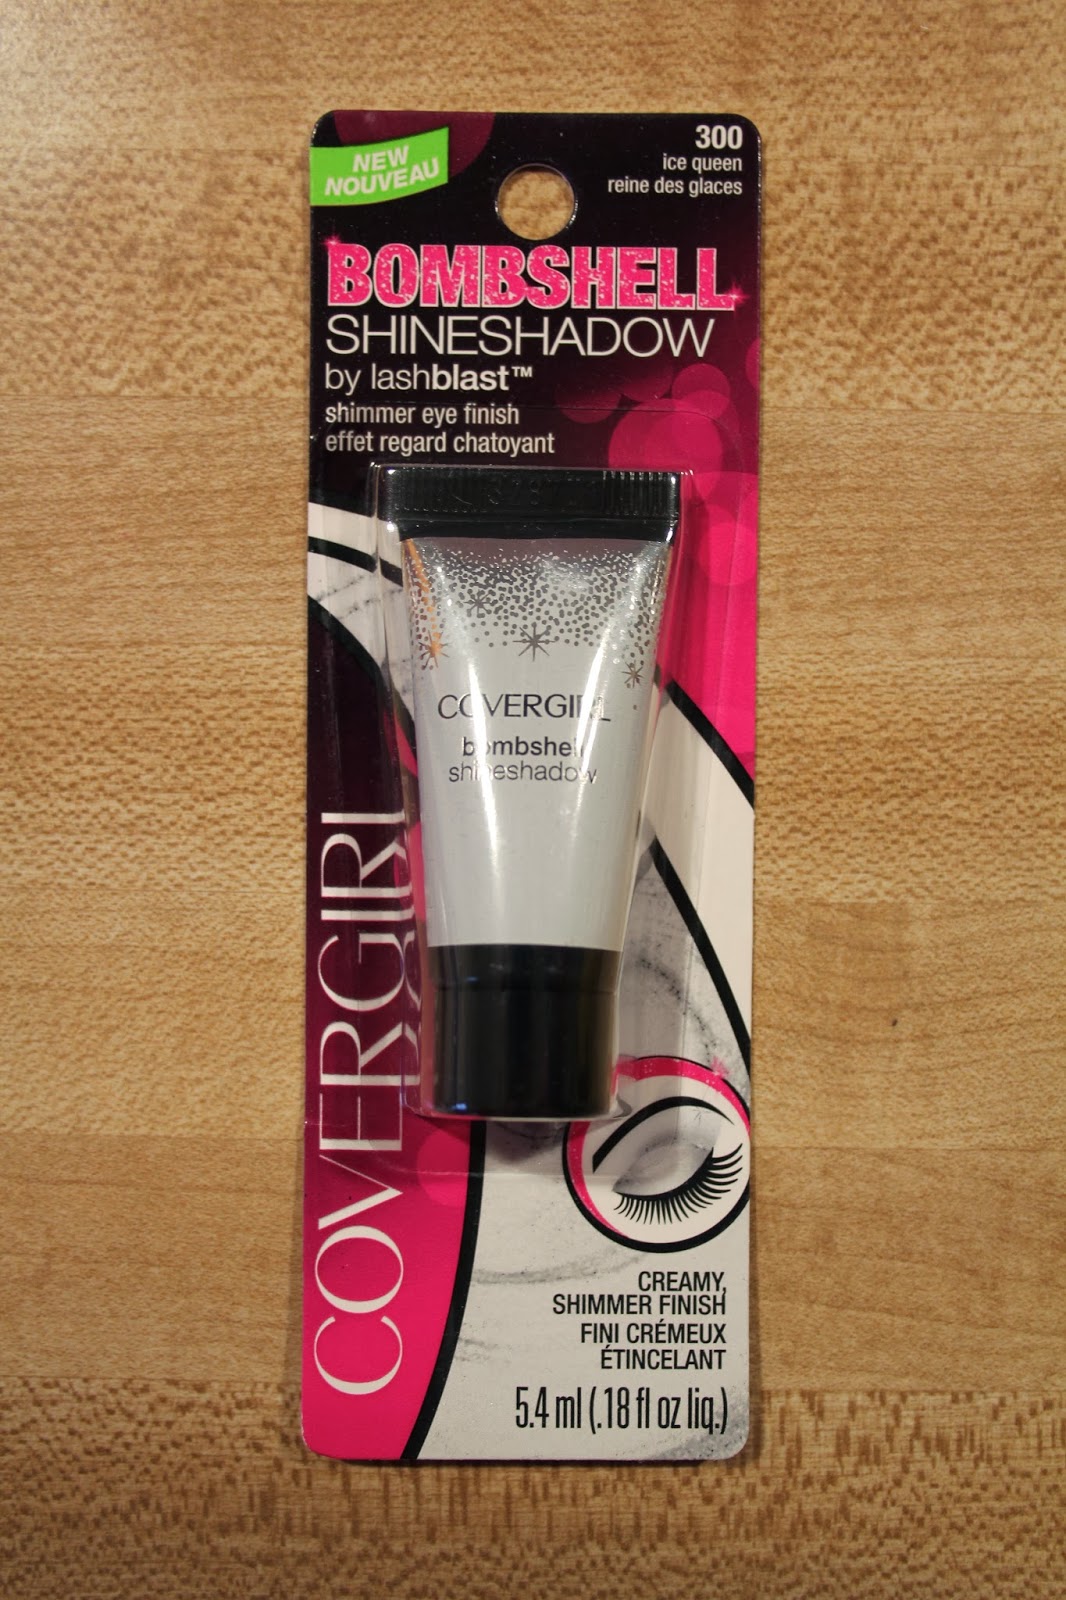 NEW
NOUVEAU
300
ice queen
reine des glaces
BOMBSHELL
SHINESHADOW
by lashblast™
shimmer eye finish
effet regard chatoyant
COVERGIRL
bombshell
shineshadow
COVERGIRL
CREAMY,
SHIMMER FINISH
FINI CRÉMEUX
ÉTINCELANT
5.4 ml (.18 fl oz liq.)